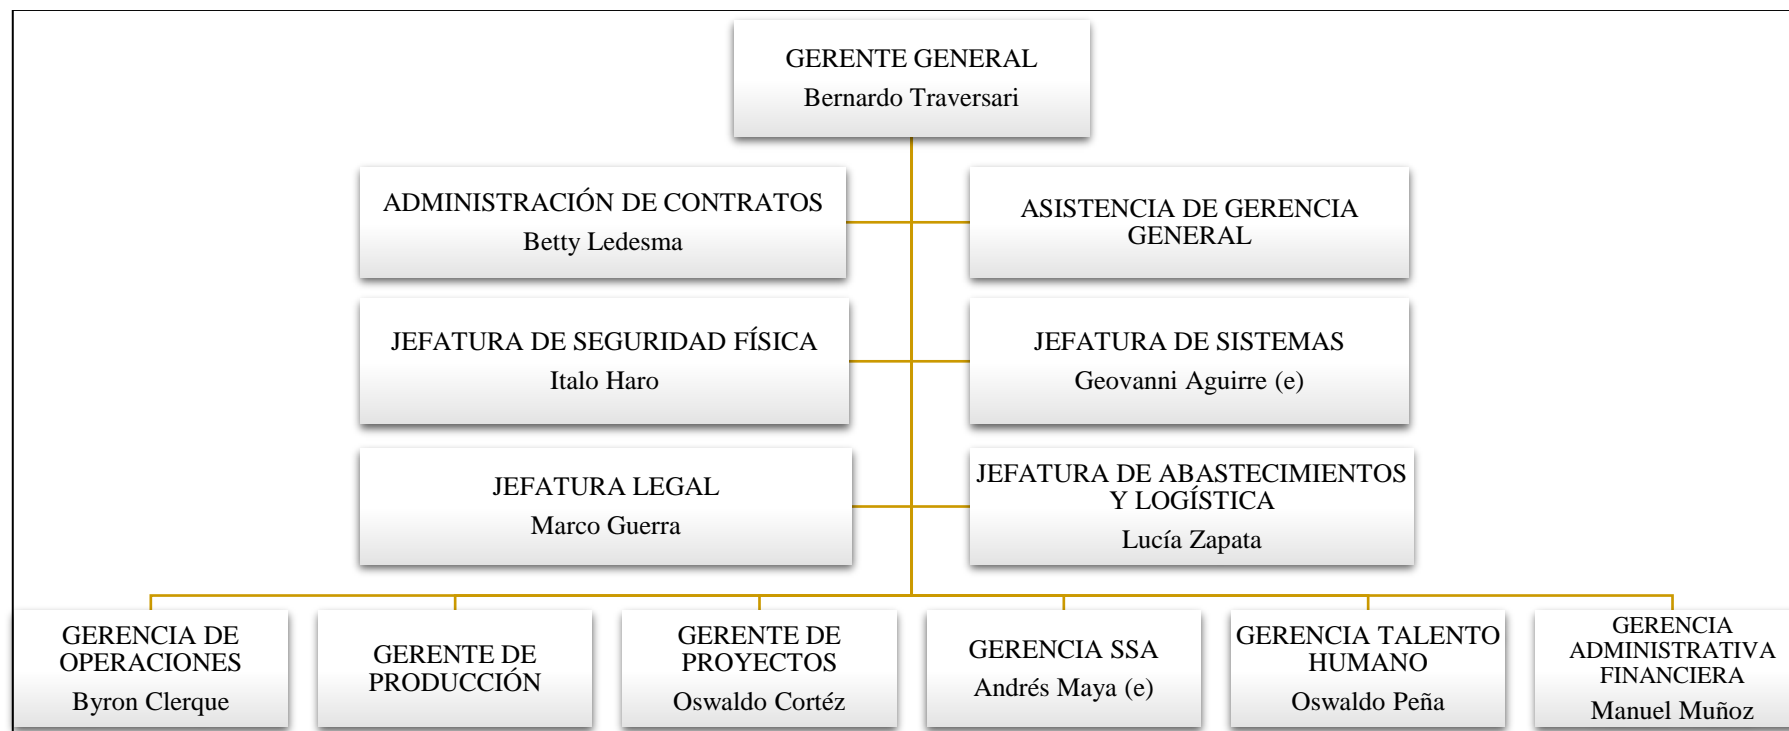 GERENTE GENERAL
Bernardo Traversari
ADMINISTRACIÓN DE CONTRATOS
Betty Ledesma
ASISTENCIA DE GERENCIA
GENERAL
JEFATURA DE SEGURIDAD FÍSICA
Italo Haro
JEFATURA DE SISTEMAS
Geovanni Aguirre (e)
JEFATURA LEGAL
Marco Guerra
JEFATURA DE ABASTECIMIENTOS
Y LOGÍSTICA
Lucía Zapata
GERENCIA DE
OPERACIONES
Byron Clerque
GERENTE DE
PRODUCCIÓN
GERENTE DE
PROYECTOS
Oswaldo Cortéz
GERENCIA SSA
Andrés Maya (e)
GERENCIA TALENTO
HUMANO
Oswaldo Peña
GERENCIA
ADMINISTRATIVA
FINANCIERA
Manuel Muñoz